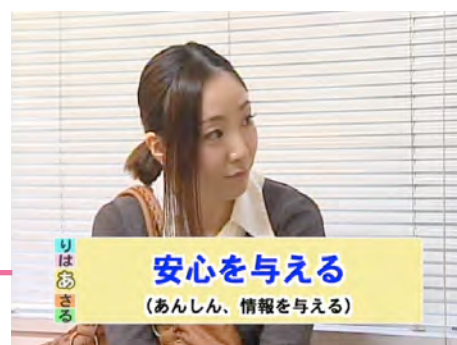 りはあさる
安心を与える
（あんしん、情報を与える）